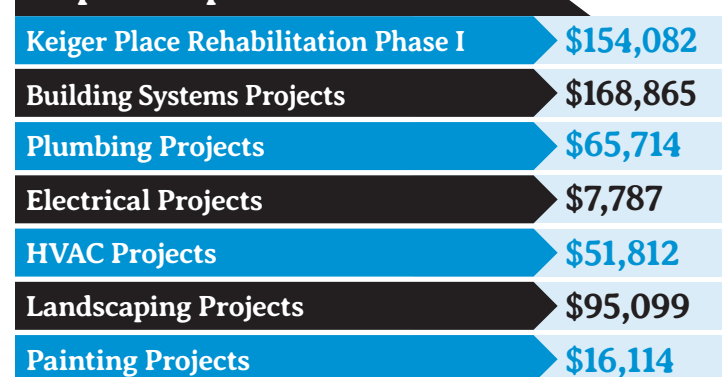 Keiger Place Rehabilitation Phase I $154,082
Building Systems Projects $168,865
Plumbing Projects $65,714
Electrical Projects $7,787
HVAC Projects $51,812
Landscaping Projects $95,099
Painting Projects $16,114